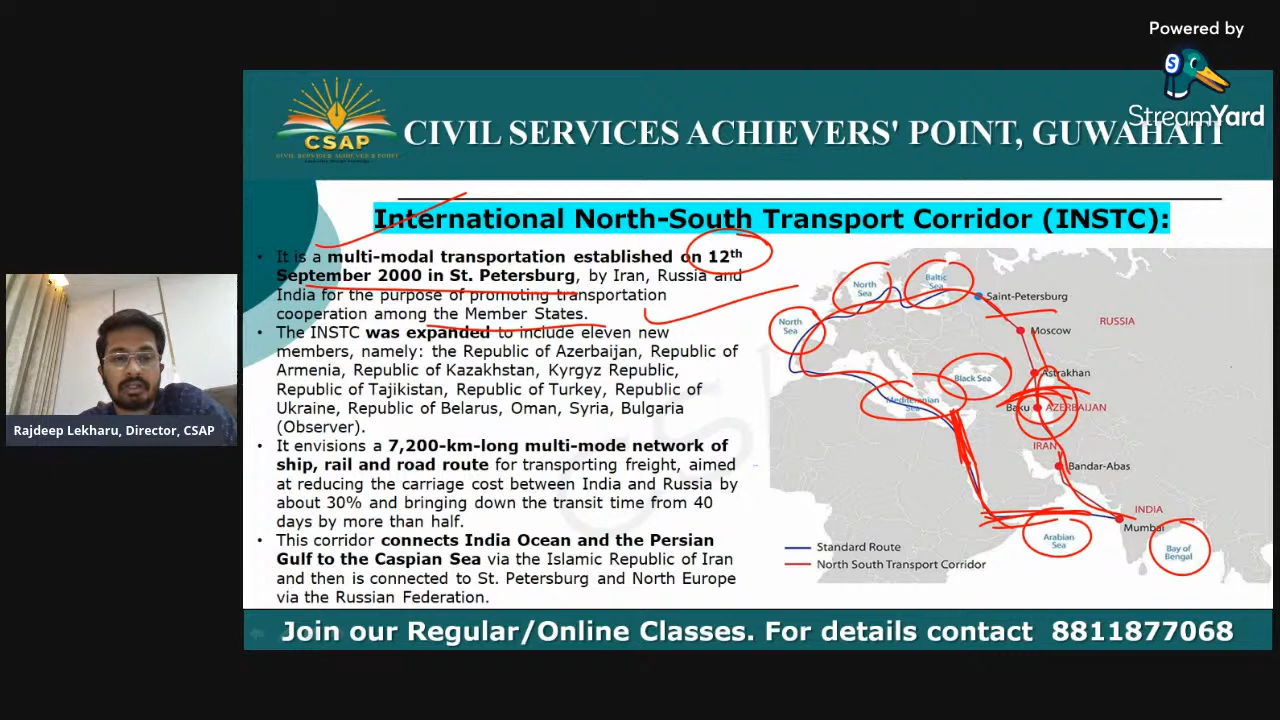 Powered by
StreamYard
CSAP
CIVIL SERVICES ACHIEVERS' POINT, GUWAHATI
International North-South Transport Corridor (INSTC):
• It is a multi-modal transportation established on 12th
September 2000 in St. Petersburg, by Iran, Russia and
India for the purpose of promoting transportation
cooperation among the Member States.
• The INSTC was expanded to include eleven new
members, namely: the Republic of Azerbaijan, Republic of
Armenia, Republic of Kazakhstan, Kyrgyz Republic,
Republic of Tajikistan, Republic of Turkey, Republic of
Ukraine, Republic of Belarus, Oman, Syria, Bulgaria
(Observer).
• It envisions a 7,200-km-long multi-mode network of
ship, rail and road route for transporting freight, aimed
at reducing the carriage cost between India and Russia by
about 30% and bringing down the transit time from 40
days by more than half.
• This corridor connects India Ocean and the Persian
Gulf to the Caspian Sea via the Islamic Republic of Iran
and then is connected to St. Petersburg and North Europe
via the Russian Federation.
North
Sea
Baltic
Sea
Saint-Petersburg
North
Sea
Moscow
RUSSIA
Black Sea
Astrakhan
Sea
Baku
AZERBAIJAN
IRAN
Bandar-Abas
INDIA
Mumbai
Arabian
Sea
Bay of
Bengal
Standard Route
North South Transport Corridor
Rajdeep Lekharu, Director, CSAP
Join our Regular/Online Classes. For details contact 8811877068